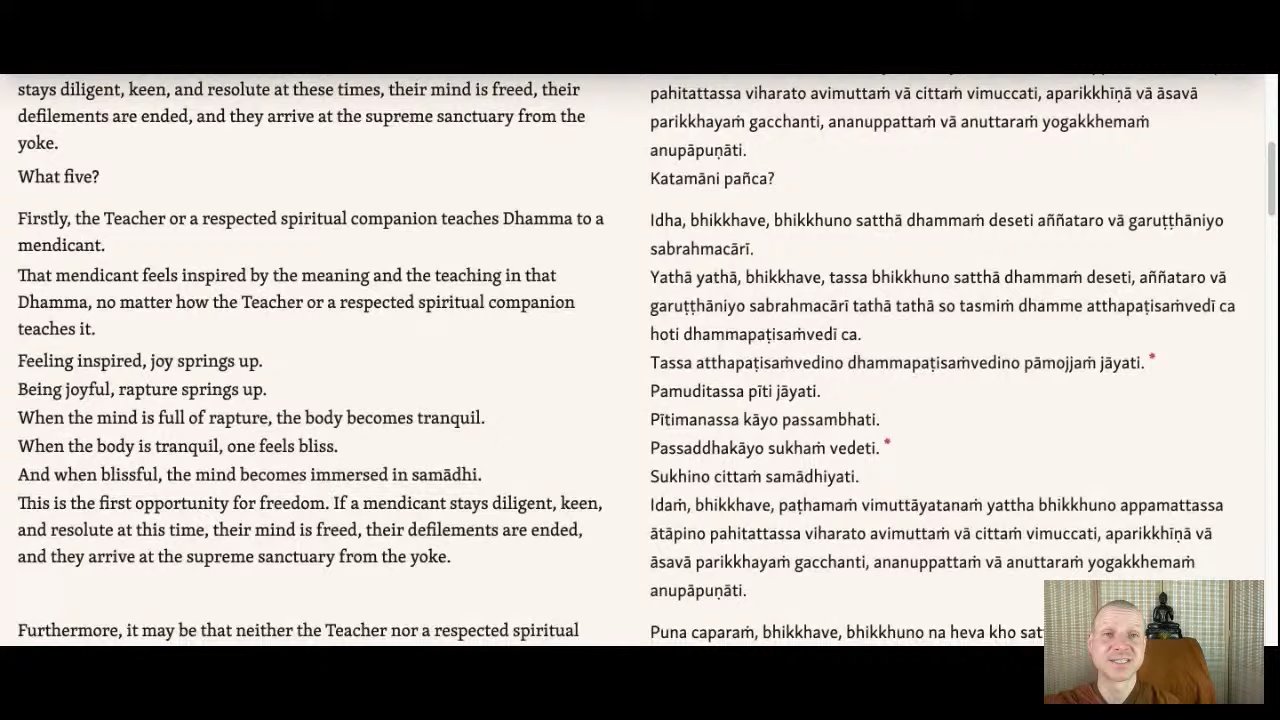 stays diligent, keen, and resolute at these times, their mind is freed, their
defilements are ended, and they arrive at the supreme sanctuary from the
yoke.
What five?
Firstly, the Teacher or a respected spiritual companion teaches Dhamma to a
mendicant.
That mendicant feels inspired by the meaning and the teaching in that
Dhamma, no matter how the Teacher or a respected spiritual companion
teaches it.
Feeling inspired, joy springs up.
Being joyful, rapture springs up.
When the mind is full of rapture, the body becomes tranquil.
When the body is tranquil, one feels bliss.
And when blissful, the mind becomes immersed in samādhi.
This is the first opportunity for freedom. If a mendicant stays diligent, keen,
and resolute at this time, their mind is freed, their defilements are ended,
and they arrive at the supreme sanctuary from the yoke.
Furthermore, it may be that neither the Teacher nor a respected spiritual
pahitattassa viharato avimuttaṁ vā cittaṁ vimuccati, aparikkhīṇā vā āsavā
parikkhayaṁ gacchanti, ananuppattaṁ vā anuttaraṁ yogakkhemaṁ
anupāpuṇāti.
Katamāni pañca?
Idha, bhikkhave, bhikkhuno satthā dhammaṁ deseti aññataro vā garuṭṭhāniyo
sabrahmacārī.
Yathā yathā, bhikkhave, tassa bhikkhuno satthā dhammaṁ deseti, aññataro vā
garuṭṭhāniyo sabrahmacārī tathā tathā so tasmiṁ dhamme atthapaṭisaṁvedī ca
hoti dhammapaṭisaṁvedī ca.
Tassa atthapaṭisaṁvedino dhammapaṭisaṁvedino pāmojjaṁ jāyati. *
Pamuditassa pīti jāyati.
Pītimanassa kāyo passambhati.
Passaddhakāyo sukhaṁ vedeti. *
Sukhino cittaṁ samādhiyati.
Idaṁ, bhikkhave, paṭhamaṁ vimuttāyatanaṁ yattha bhikkhuno appamattassa
ātāpino pahitattassa viharato avimuttaṁ vā cittaṁ vimuccati, aparikkhīṇā vā
āsavā parikkhayaṁ gacchanti, ananuppattaṁ vā anuttaraṁ yogakkhemaṁ
anupāpuṇāti.
Puna caparaṁ, bhikkhave, bhikkhuno na heva kho